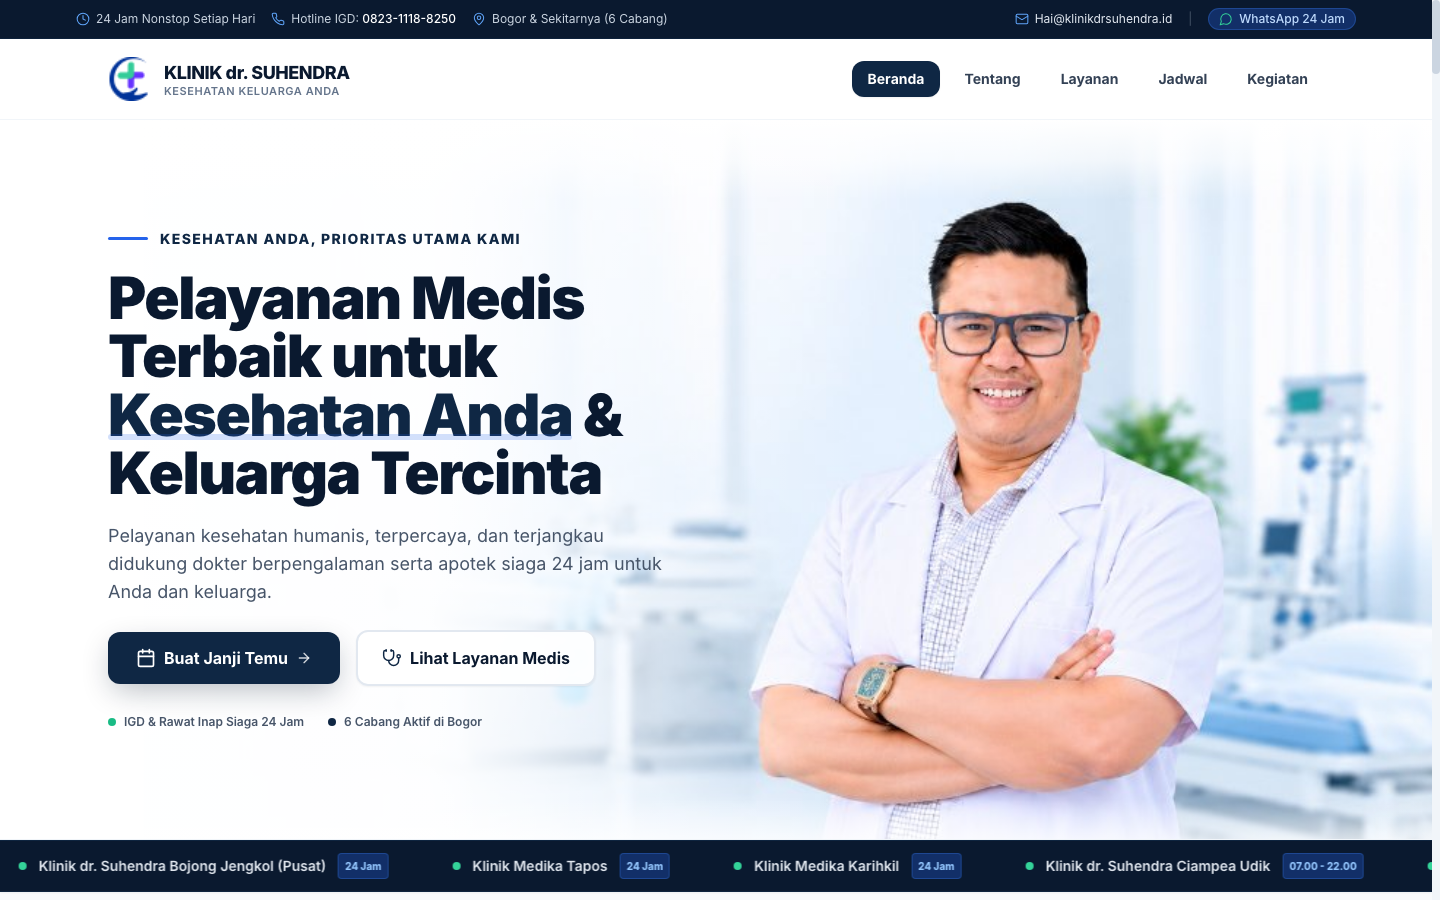 24 Jam Nonstop Setiap Hari
Hotline IGD: 0823-1118-8250
Bogor & Sekitarnya (6 Cabang)
Hai@klinikdrsuhendra.id
WhatsApp 24 Jam
KLINIK dr. SUHENDRA
KESEHATAN KELUARGA ANDA
Beranda
Tentang
Layanan
Jadwal
Kegiatan
KESEHATAN ANDA, PRIORITAS UTAMA KAMI
Pelayanan Medis
Terbaik untuk
Kesehatan Anda &
Keluarga Tercinta
Pelayanan kesehatan humanis, terpercaya, dan terjangkau
didukung dokter berpengalaman serta apotek siaga 24 jam untuk
Anda dan keluarga.
Buat Janji Temu
Lihat Layanan Medis
IGD & Rawat Inap Siaga 24 Jam
6 Cabang Aktif di Bogor
Klinik dr. Suhendra Bojong Jengkol (Pusat) 24 Jam
Klinik Medika Tapos 24 Jam
Klinik Medika Karihkil 24 Jam
Klinik dr. Suhendra Ciampea Udik 07.00 - 22.00